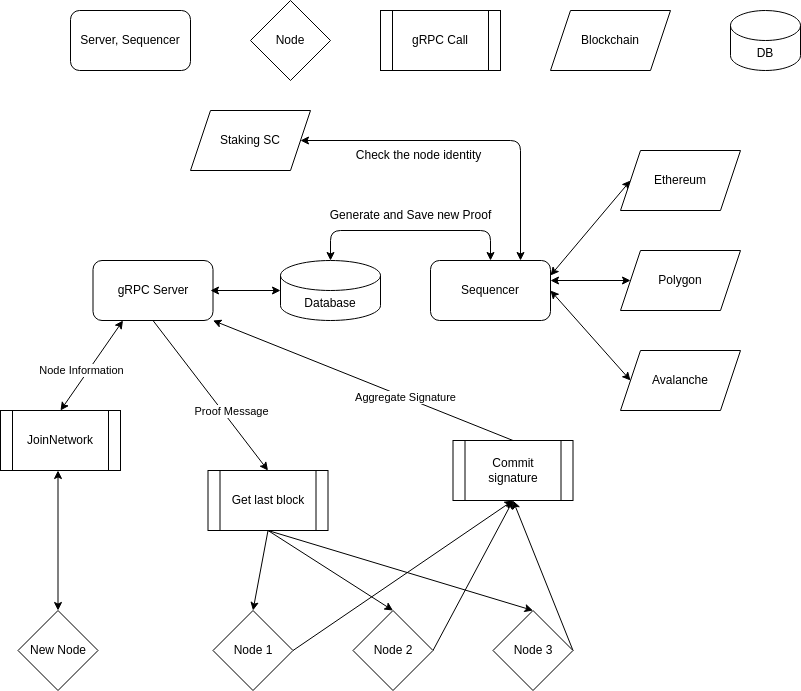 Server, Sequencer
Node
gRPC Call
Blockchain
DB
Staking SC
Check the node identity
Ethereum
Generate and Save new Proof
gRPC Server
Database
Sequencer
Polygon
Node Information
Avalanche
Aggregate Signature
Proof Message
JoinNetwork
Commit
signature
Get last block
New Node
Node 1
Node 2
Node 3